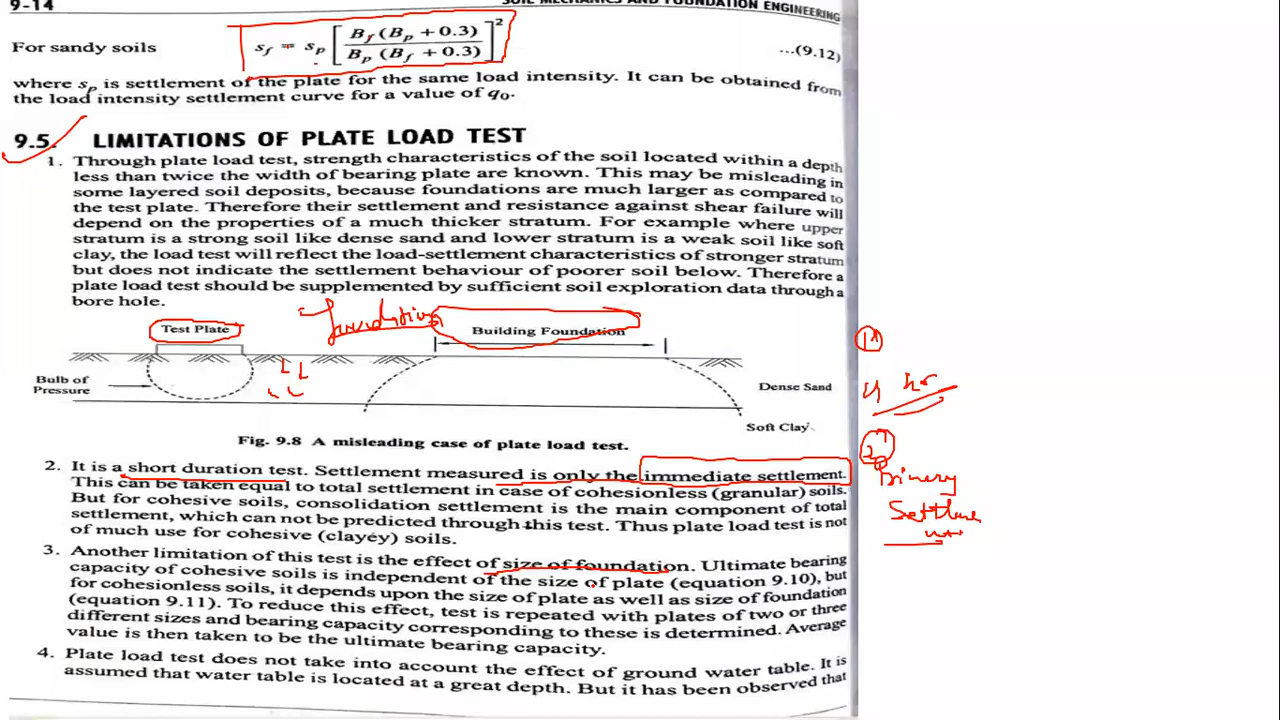 9-14
SOIL MECHANICS AND FOUNDATION ENGINEERING
For sandy soils
s_f = s_p [ B_f (B_p + 0.3) / B_p (B_f + 0.3) ]²
...(9.12)
where s_p is settlement of the plate for the same load intensity. It can be obtained from
the load intensity settlement curve for a value of q₀.
9.5. LIMITATIONS OF PLATE LOAD TEST
1. Through plate load test, strength characteristics of the soil located within a depth
less than twice the width of bearing plate are known. This may be misleading in
some layered soil deposits, because foundations are much larger as compared to
the test plate. Therefore their settlement and resistance against shear failure will
depend on the properties of a much thicker stratum. For example where upper
stratum is a strong soil like dense sand and lower stratum is a weak soil like soft
clay, the load test will reflect the load-settlement characteristics of stronger stratum
but does not indicate the settlement behaviour of poorer soil below. Therefore a
plate load test should be supplemented by sufficient soil exploration data through a
bore hole.
Test Plate
Foundation
Building Foundation
Bulb of
Pressure
Dense Sand
Soft Clay
4 hr
Fig. 9.8 A misleading case of plate load test.
2. It is a short duration test. Settlement measured is only the immediate settlement.
This can be taken equal to total settlement in case of cohesionless (granular) soils.
But for cohesive soils, consolidation settlement is the main component of total
settlement, which can not be predicted through this test. Thus plate load test is not
of much use for cohesive (clayey) soils.
3. Another limitation of this test is the effect of size of foundation. Ultimate bearing
capacity of cohesive soils is independent of the size of plate (equation 9.10), but
for cohesionless soils, it depends upon the size of plate as well as size of foundation
(equation 9.11). To reduce this effect, test is repeated with plates of two or three
different sizes and bearing capacity corresponding to these is determined. Average
value is then taken to be the ultimate bearing capacity.
4. Plate load test does not take into account the effect of ground water table. It is
assumed that water table is located at a great depth. But it has been observed that